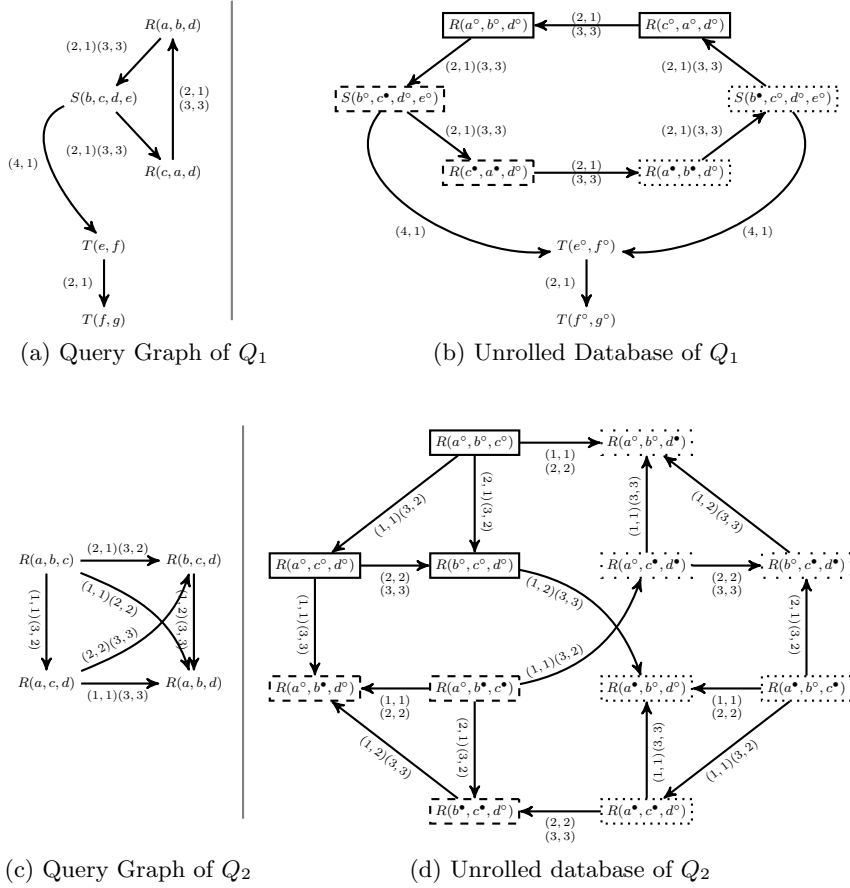 R(a, b, d)
(2, 1)(3, 3)
S(b, c, d, e)
(2, 1)
(3, 3)
(2, 1)(3, 3)
R(c, a, d)
(4, 1)
T(e, f)
(2, 1)
T(f, g)
(a) Query Graph of Q₁
R(a°, b°, d°)
(2, 1)
(3, 3)
R(c°, a°, d°)
(2, 1)(3, 3)
(2, 1)(3, 3)
S(b°, c•, d°, e°)
S(b•, c°, d°, e°)
(2, 1)(3, 3)
(2, 1)(3, 3)
R(c•, a•, d°)
(2, 1)
(3, 3)
R(a•, b•, d°)
(4, 1)
(4, 1)
T(e°, f°)
(2, 1)
T(f°, g°)
(b) Unrolled Database of Q₁
R(a, b, c)
(2, 1)(3, 2)
R(b, c, d)
(1, 1)(3, 2)
(1, 1)(2, 2)
(2, 2)(3, 3)
(1, 2)(3, 3)
R(a, c, d)
(1, 1)(3, 3)
R(a, b, d)
(c) Query Graph of Q₂
R(a°, b°, c°)
(1, 1)
(2, 2)
R(a°, b°, d•)
(1, 1)(3, 2)
(2, 1)(3, 2)
(1, 1)(3, 3)
(1, 2)(3, 3)
R(a°, c°, d°)
(2, 2)
(3, 3)
R(b°, c°, d°)
R(a°, c•, d•)
(2, 2)
(3, 3)
R(b°, c•, d•)
(1, 1)(3, 3)
(1, 2)(3, 3)
(1, 1)(3, 2)
(2, 1)(3, 2)
R(a°, b•, d°)
(1, 1)
(2, 2)
R(a°, b•, c•)
R(a•, b°, d°)
(1, 1)
(2, 2)
R(a•, b°, c•)
(1, 2)(3, 3)
(2, 1)(3, 2)
(1, 1)(3, 3)
(1, 1)(3, 2)
R(b•, c•, d°)
(2, 2)
(3, 3)
R(a•, c•, d°)
(d) Unrolled database of Q₂